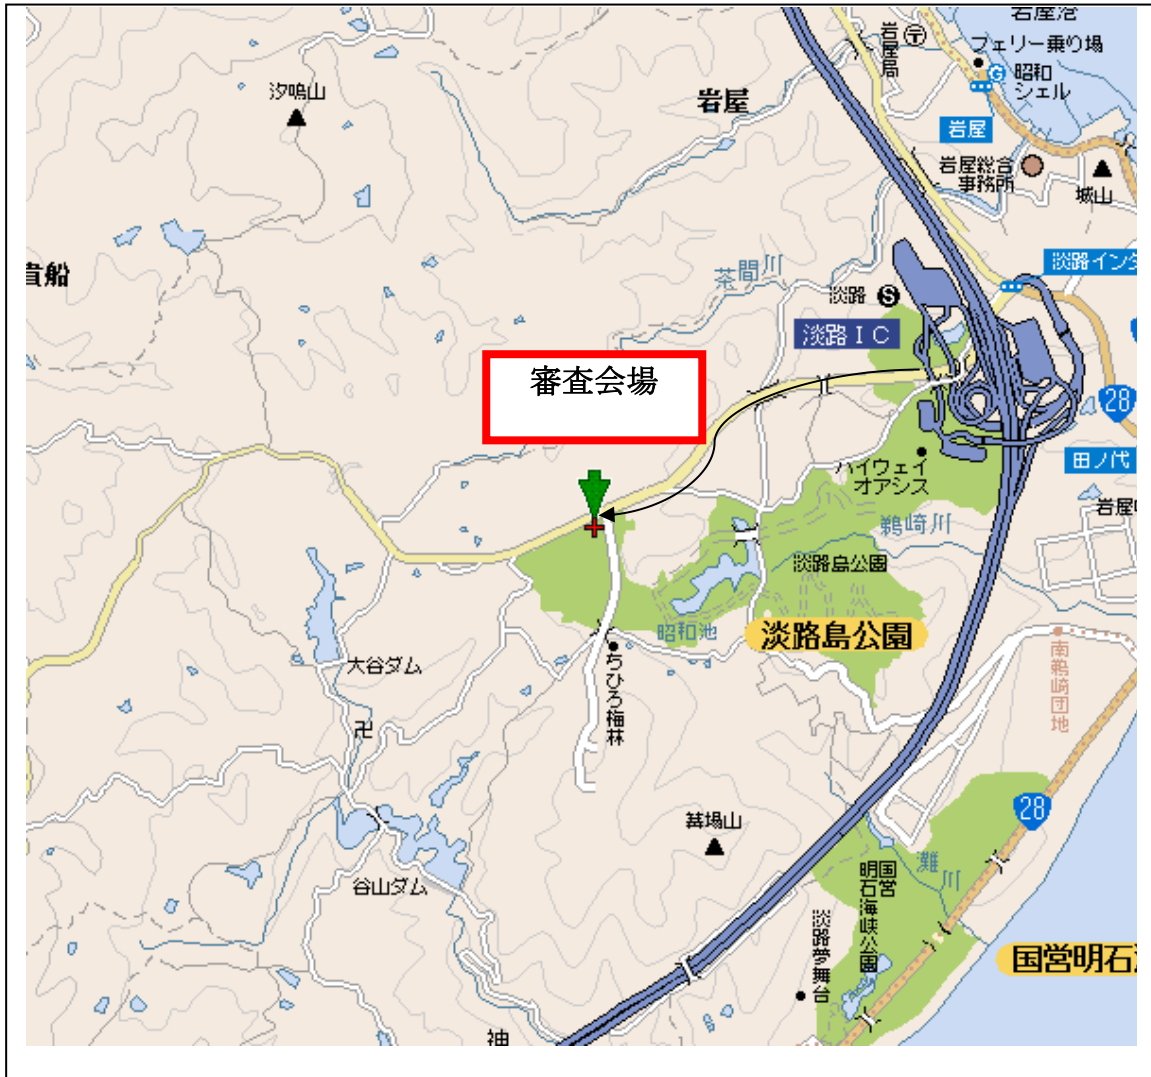 岩屋港
フェリー乗り場
昭和
シェル
岩屋局
〒
汐鳴山
岩屋
岩屋
岩屋総合
事務所
城山
貴船
茶間川
淡路インタ
淡路 S
淡路IC
審査会場
28
田ノ代
ハイウェイ
オアシス
岩屋
鵜崎川
淡路島公園
昭和池
淡路島公園
南鵜崎団地
大谷ダム
ちひろ梅林
卍
28
谷山ダム
灘川
国営
明石海峡公園
淡路夢舞台
国営明石
神